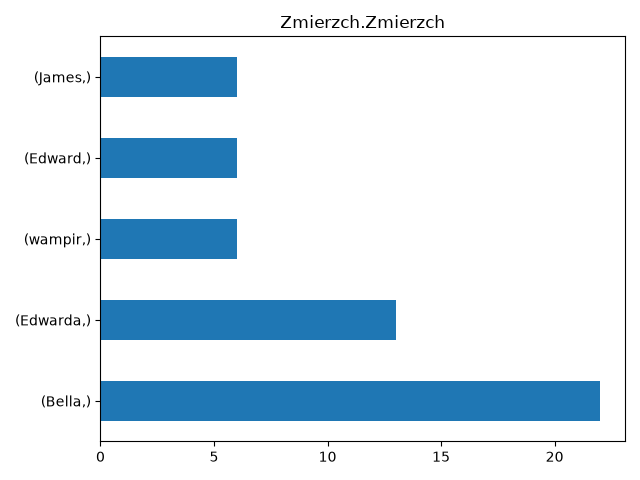 Zmierzch.Zmierzch
(James,)
(Edward,)
(wampir,)
(Edwarda,)
(Bella,)
0 5 10 15 20